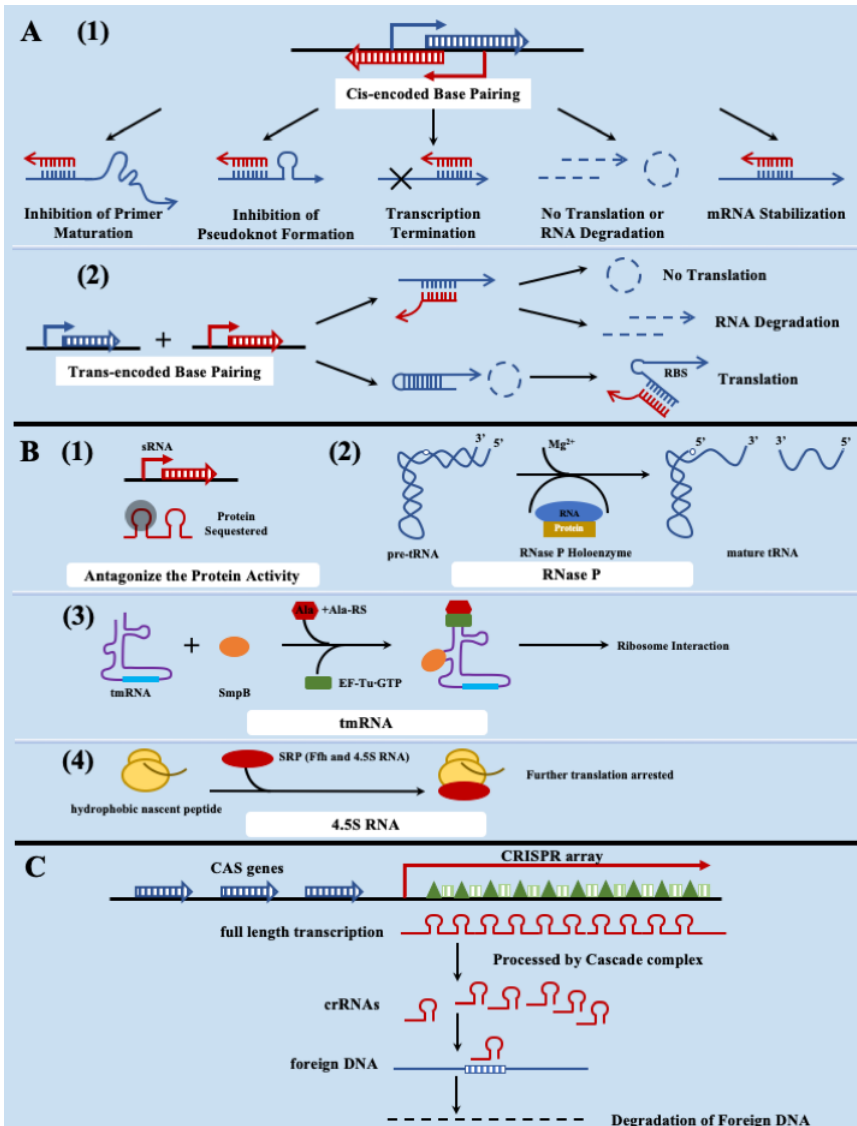 A
(1)
Cis-encoded Base Pairing
Inhibition of Primer
Maturation
Inhibition of
Pseudoknot Formation
Transcription
Termination
No Translation or
RNA Degradation
mRNA Stabilization
(2)
+
Trans-encoded Base Pairing
No Translation
RNA Degradation
RBS
Translation
B
(1)
sRNA
Protein
Sequestered
Antagonize the Protein Activity
(2)
3’
5’
pre-tRNA
Mg²⁺
RNA
Protein
RNase P Holoenzyme
5’
3’
3’
5’
mature tRNA
RNase P
(3)
tmRNA
+
SmpB
Ala
+Ala-RS
EF-Tu·GTP
Ribosome Interaction
tmRNA
(4)
hydrophobic nascent peptide
SRP (Ffh and 4.5S RNA)
Further translation arrested
4.5S RNA
C
CAS genes
CRISPR array
full length transcription
Processed by Cascade complex
crRNAs
foreign DNA
Degradation of Foreign DNA